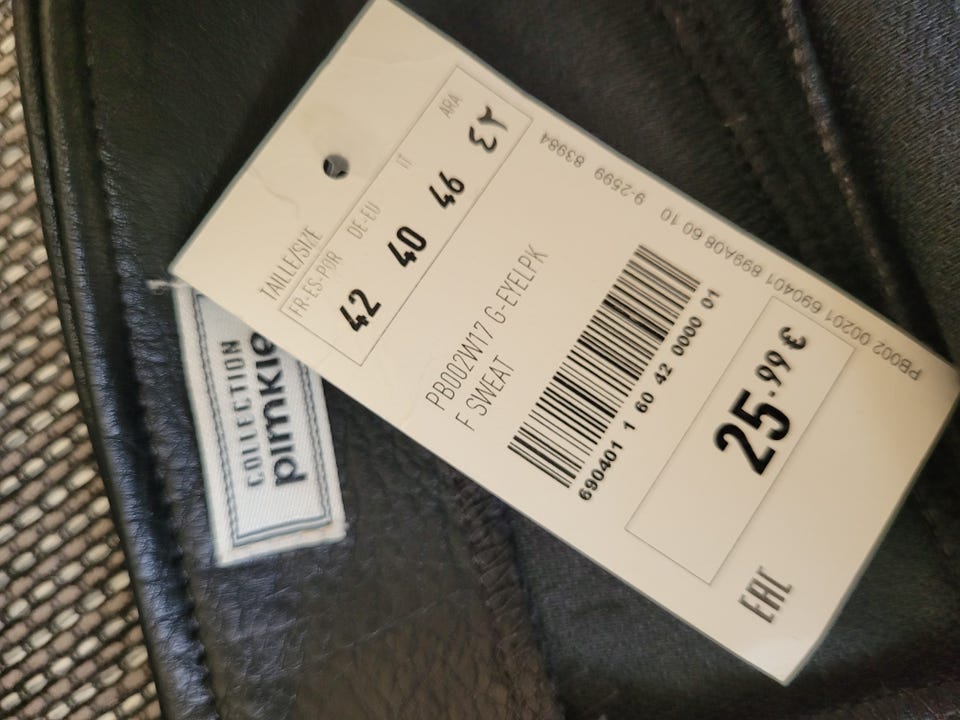 COLLECTION
pimkie
TAILLE/SIZE
FR-ES-POR DE-EU IT ARA
42 40 46 ٤٢
PB002W17 G-EYELPK
F SWEAT
690401 1 60 42 0000 01
25.99 €
EAC
PB002 00201 690401 899A08 60 10 9-2599 83984